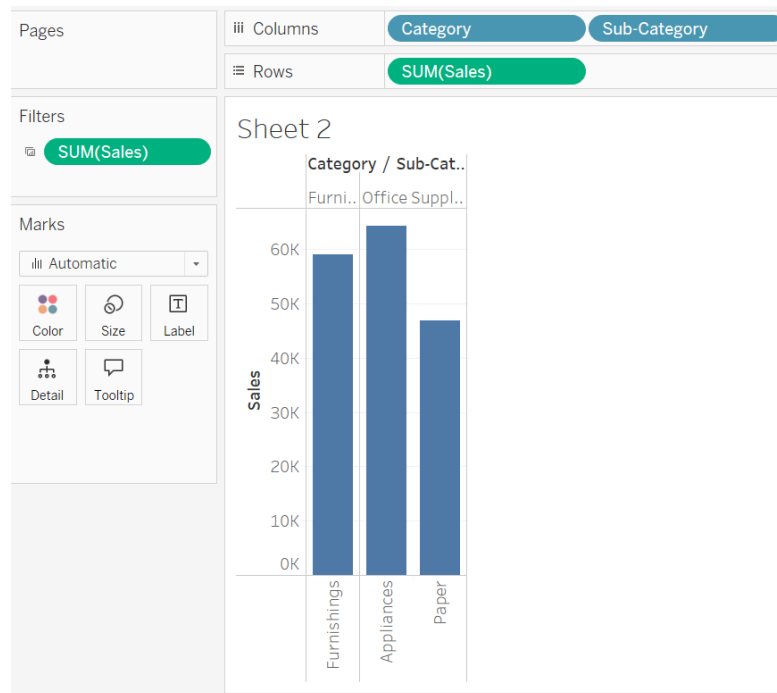 Pages
Columns
Category
Sub-Category
Rows
SUM(Sales)
Filters
SUM(Sales)
Marks
Automatic
Color
Size
T
Label
Detail
Tooltip
Sheet 2
Category / Sub-Cat..
Furni.. Office Suppl..
60K
50K
40K
30K
20K
10K
0K
Sales
Furnishings
Appliances
Paper